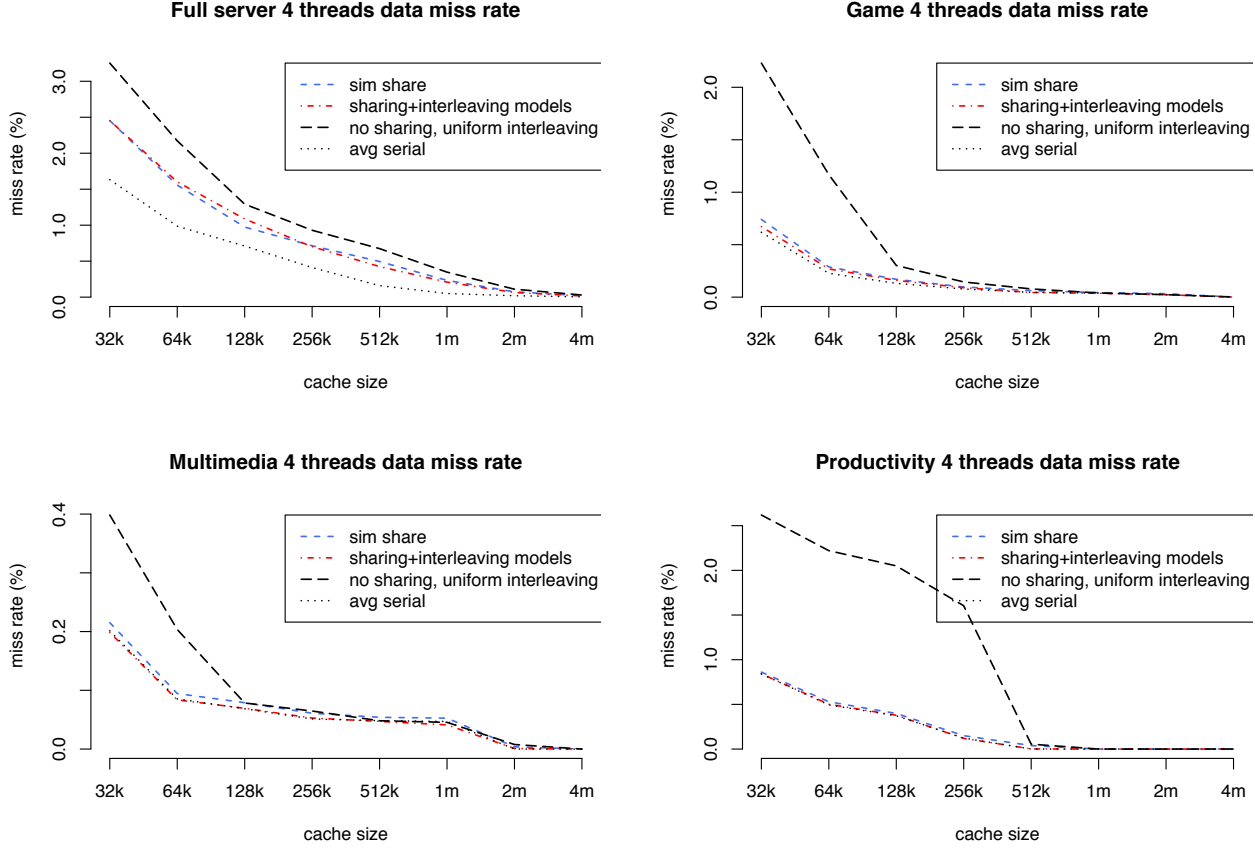 Full server 4 threads data miss rate
miss rate (%)
3.0
2.0
1.0
0.0
sim share
sharing+interleaving models
no sharing, uniform interleaving
avg serial
32k 64k 128k 256k 512k 1m 2m 4m
cache size
Game 4 threads data miss rate
miss rate (%)
2.0
1.0
0.0
sim share
sharing+interleaving models
no sharing, uniform interleaving
avg serial
32k 64k 128k 256k 512k 1m 2m 4m
cache size
Multimedia 4 threads data miss rate
miss rate (%)
0.4
0.2
0.0
sim share
sharing+interleaving models
no sharing, uniform interleaving
avg serial
32k 64k 128k 256k 512k 1m 2m 4m
cache size
Productivity 4 threads data miss rate
miss rate (%)
2.0
1.0
0.0
sim share
sharing+interleaving models
no sharing, uniform interleaving
avg serial
32k 64k 128k 256k 512k 1m 2m 4m
cache size